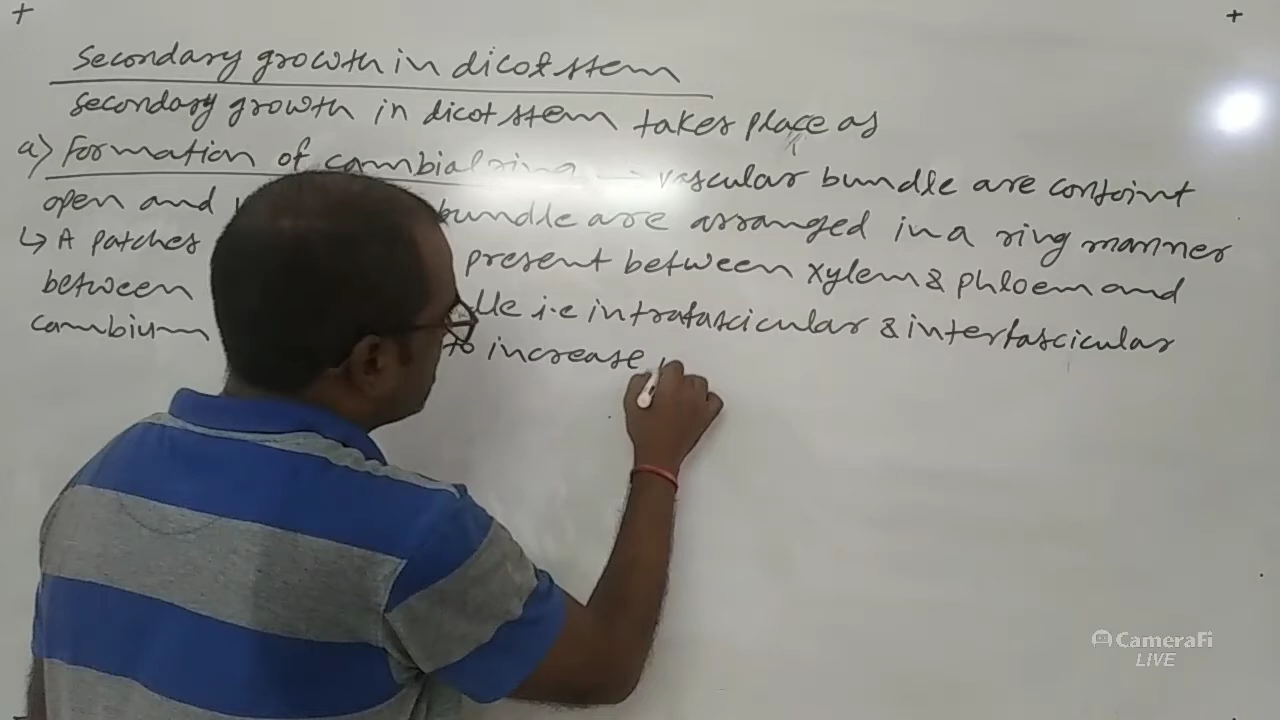 Secondary growth in dicot stem
secondary growth in dicot stem takes place as
a) Formation of cambial ring → vascular bundle are conjoint
open and bundle are arranged in a ring manner
↳ A patches present between xylem & phloem and
between i.e intrafascicular & interfascicular
cambium to increase
CameraFi
LIVE